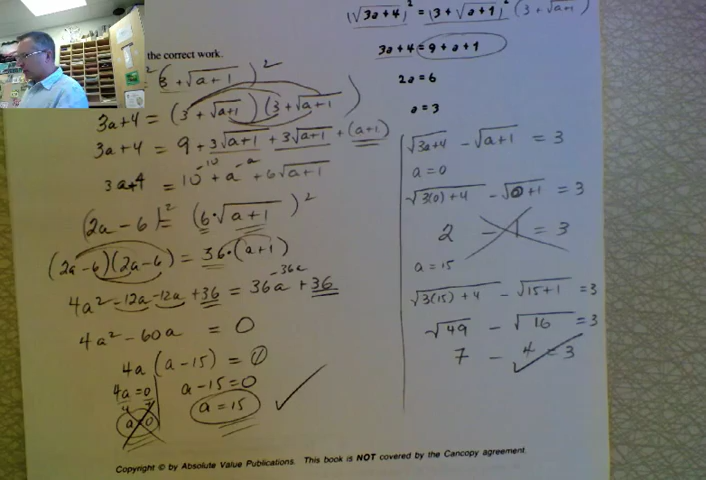 (√3a+4)² = (3+√a+1)² (3+√a+1)
3a+4 = 9+a+1
2a = 6
a = 3
the correct work.
² 3+√a+1)²
3a+4 = (3+√a+1)(3+√a+1)
3a+4 = 9+3√a+1+3√a+1+(a+1)
3a+4 = 10⁻¹⁰+a⁻ᵃ+6√a+1
(2a-6)² = (6·√a+1)²
(2a-6)(2a-6) = 36·(a+1)
4a²-12a-12a+36 = 36a⁻³⁶ᵃ+36
4a²-60a = 0
4a(a-15) = 0
4a=0
4 4
a=0
a-15=0
a=15 ✓
√3a+4 - √a+1 = 3
a=0
√3(0)+4 - √0+1 = 3
2 - 1 = 3
a=15
√3(15)+4 - √15+1 = 3
√49 - √16 = 3
7 - 4 = 3
Copyright © by Absolute Value Publications. This book is NOT covered by the Cancopy agreement.